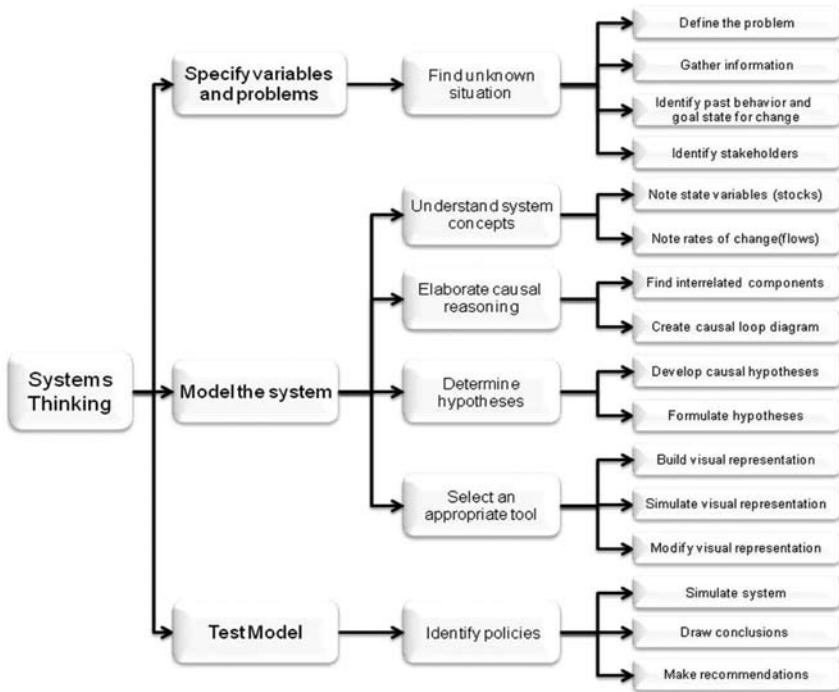 Systems
Thinking
Specify variables
and problems
Find unknown
situation
Define the problem
Gather information
Identify past behavior and
goal state for change
Identify stakeholders
Model the system
Understand system
concepts
Note state variables (stocks)
Note rates of change(flows)
Elaborate causal
reasoning
Find interrelated components
Create causal loop diagram
Determine
hypotheses
Develop causal hypotheses
Formulate hypotheses
Select an
appropriate tool
Build visual representation
Simulate visual representation
Modify visual representation
Test Model
Identify policies
Simulate system
Draw conclusions
Make recommendations